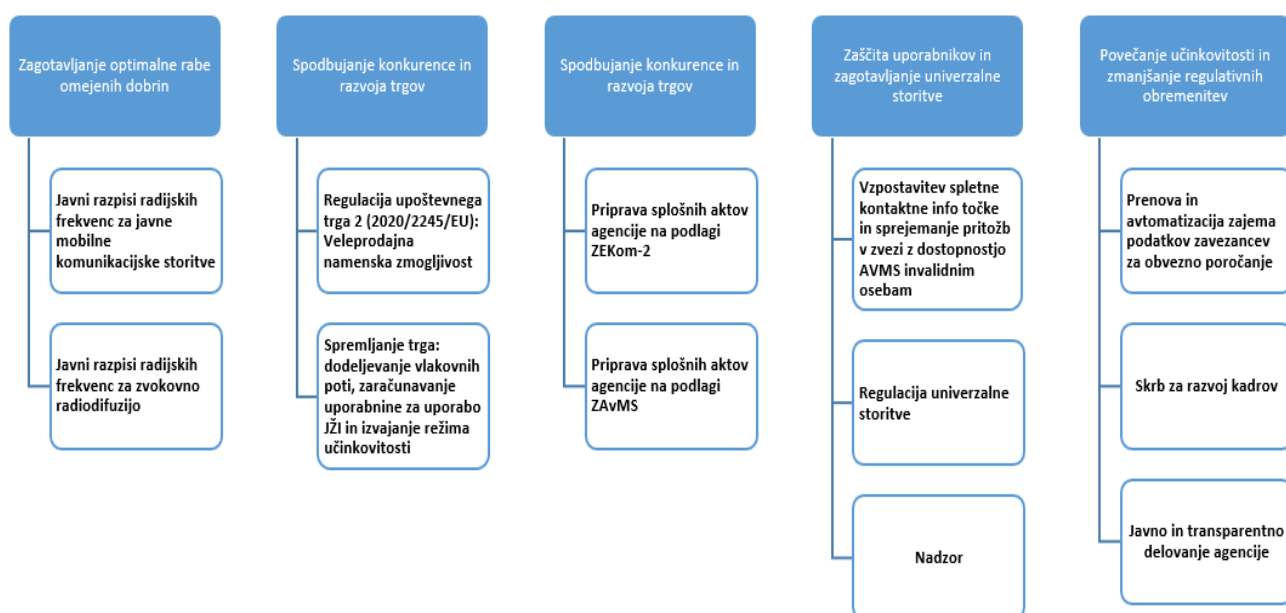 Zagotavljanje optimalne rabe
omejenih dobrin
Javni razpisi radijskih
frekvenc za javne
mobilne
komunikacijske storitve
Javni razpisi radijskih
frekvenc za zvokovno
radiodifuzijo
Spodbujanje konkurence in
razvoja trgov
Regulacija upoštevnega
trga 2 (2020/2245/EU):
Veleprodajna
namenska zmogljivost
Spremljanje trga:
dodeljevanje vlakovnih
poti, zaračunavanje
uporabnine za uporabo
JŽI in izvajanje režima
učinkovitosti
Spodbujanje konkurence in
razvoja trgov
Priprava splošnih aktov
agencije na podlagi
ZEKom-2
Priprava splošnih aktov
agencije na podlagi
ZAvMS
Zaščita uporabnikov in
zagotavljanje univerzalne
storitve
Vzpostavitev spletne
kontaktne info točke
in sprejemanje pritožb
v zvezi z dostopnostjo
AVMS invalidnim
osebam
Regulacija univerzalne
storitve
Nadzor
Povečanje učinkovitosti in
zmanjšanje regulativnih
obremenitev
Prenova in
avtomatizacija zajema
podatkov zavezancev
za obvezno poročanje
Skrb za razvoj kadrov
Javno in transparentno
delovanje agencije